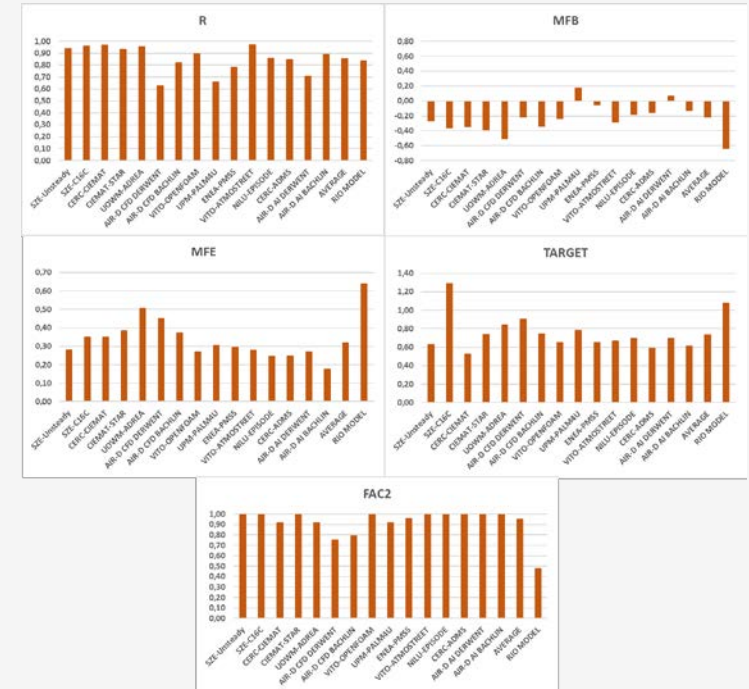 R
1,00
0,90
0,80
0,70
0,60
0,50
0,40
0,30
0,20
0,10
0,00
SZE-Unsteady
SZE-C16C
CERC-CIEMAT
CIEMAT-STAR
UOWM-ADREA
AIR-D CFD DERWENT
AIR-D CFD BACHLIN
VITO-OPENFOAM
UPM-PALM4U
ENEA-PMSS
VITO-ATMOSTREET
NILU-EPISODE
CERC-ADMS
AIR-D AI DERWENT
AIR-D AI BACHLIN
AVERAGE
RIO MODEL
MFB
0,80
0,60
0,40
0,20
0,00
-0,20
-0,40
-0,60
-0,80
SZE-Unsteady
SZE-C16C
CERC-CIEMAT
CIEMAT-STAR
UOWM-ADREA
AIR-D CFD DERWENT
AIR-D CFD BACHLIN
VITO-OPENFOAM
UPM-PALM4U
ENEA-PMSS
VITO-ATMOSTREET
NILU-EPISODE
CERC-ADMS
AIR-D AI DERWENT
AIR-D AI BACHLIN
AVERAGE
RIO MODEL
MFE
0,70
0,60
0,50
0,40
0,30
0,20
0,10
0,00
SZE-Unsteady
SZE-C16C
CERC-CIEMAT
CIEMAT-STAR
UOWM-ADREA
AIR-D CFD DERWENT
AIR-D CFD BACHLIN
VITO-OPENFOAM
UPM-PALM4U
ENEA-PMSS
VITO-ATMOSTREET
NILU-EPISODE
CERC-ADMS
AIR-D AI DERWENT
AIR-D AI BACHLIN
AVERAGE
RIO MODEL
TARGET
1,40
1,20
1,00
0,80
0,60
0,40
0,20
0,00
SZE-Unsteady
SZE-C16C
CERC-CIEMAT
CIEMAT-STAR
UOWM-ADREA
AIR-D CFD DERWENT
AIR-D CFD BACHLIN
VITO-OPENFOAM
UPM-PALM4U
ENEA-PMSS
VITO-ATMOSTREET
NILU-EPISODE
CERC-ADMS
AIR-D AI DERWENT
AIR-D AI BACHLIN
AVERAGE
RIO MODEL
FAC2
1,00
0,90
0,80
0,70
0,60
0,50
0,40
0,30
0,20
0,10
0,00
SZE-Unsteady
SZE-C16C
CERC-CIEMAT
CIEMAT-STAR
UOWM-ADREA
AIR-D CFD DERWENT
AIR-D CFD BACHLIN
VITO-OPENFOAM
UPM-PALM4U
ENEA-PMSS
VITO-ATMOSTREET
NILU-EPISODE
CERC-ADMS
AIR-D AI DERWENT
AIR-D AI BACHLIN
AVERAGE
RIO MODEL